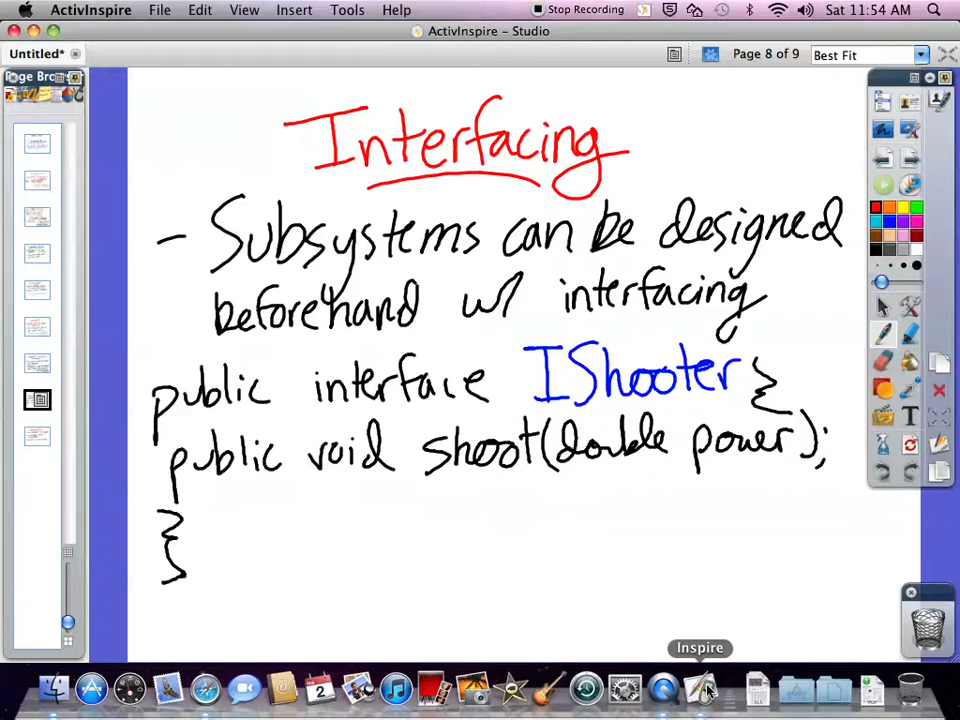 ActivInspire File Edit View Insert Tools Help Stop Recording Sat 11:54 AM
ActivInspire – Studio
Untitled*
Page 8 of 9 Best Fit
Interfacing
- Subsystems can be designed
beforehand w/ interfacing
public interface IShooter {
public void shoot(double power);
}
Inspire
FEB
2